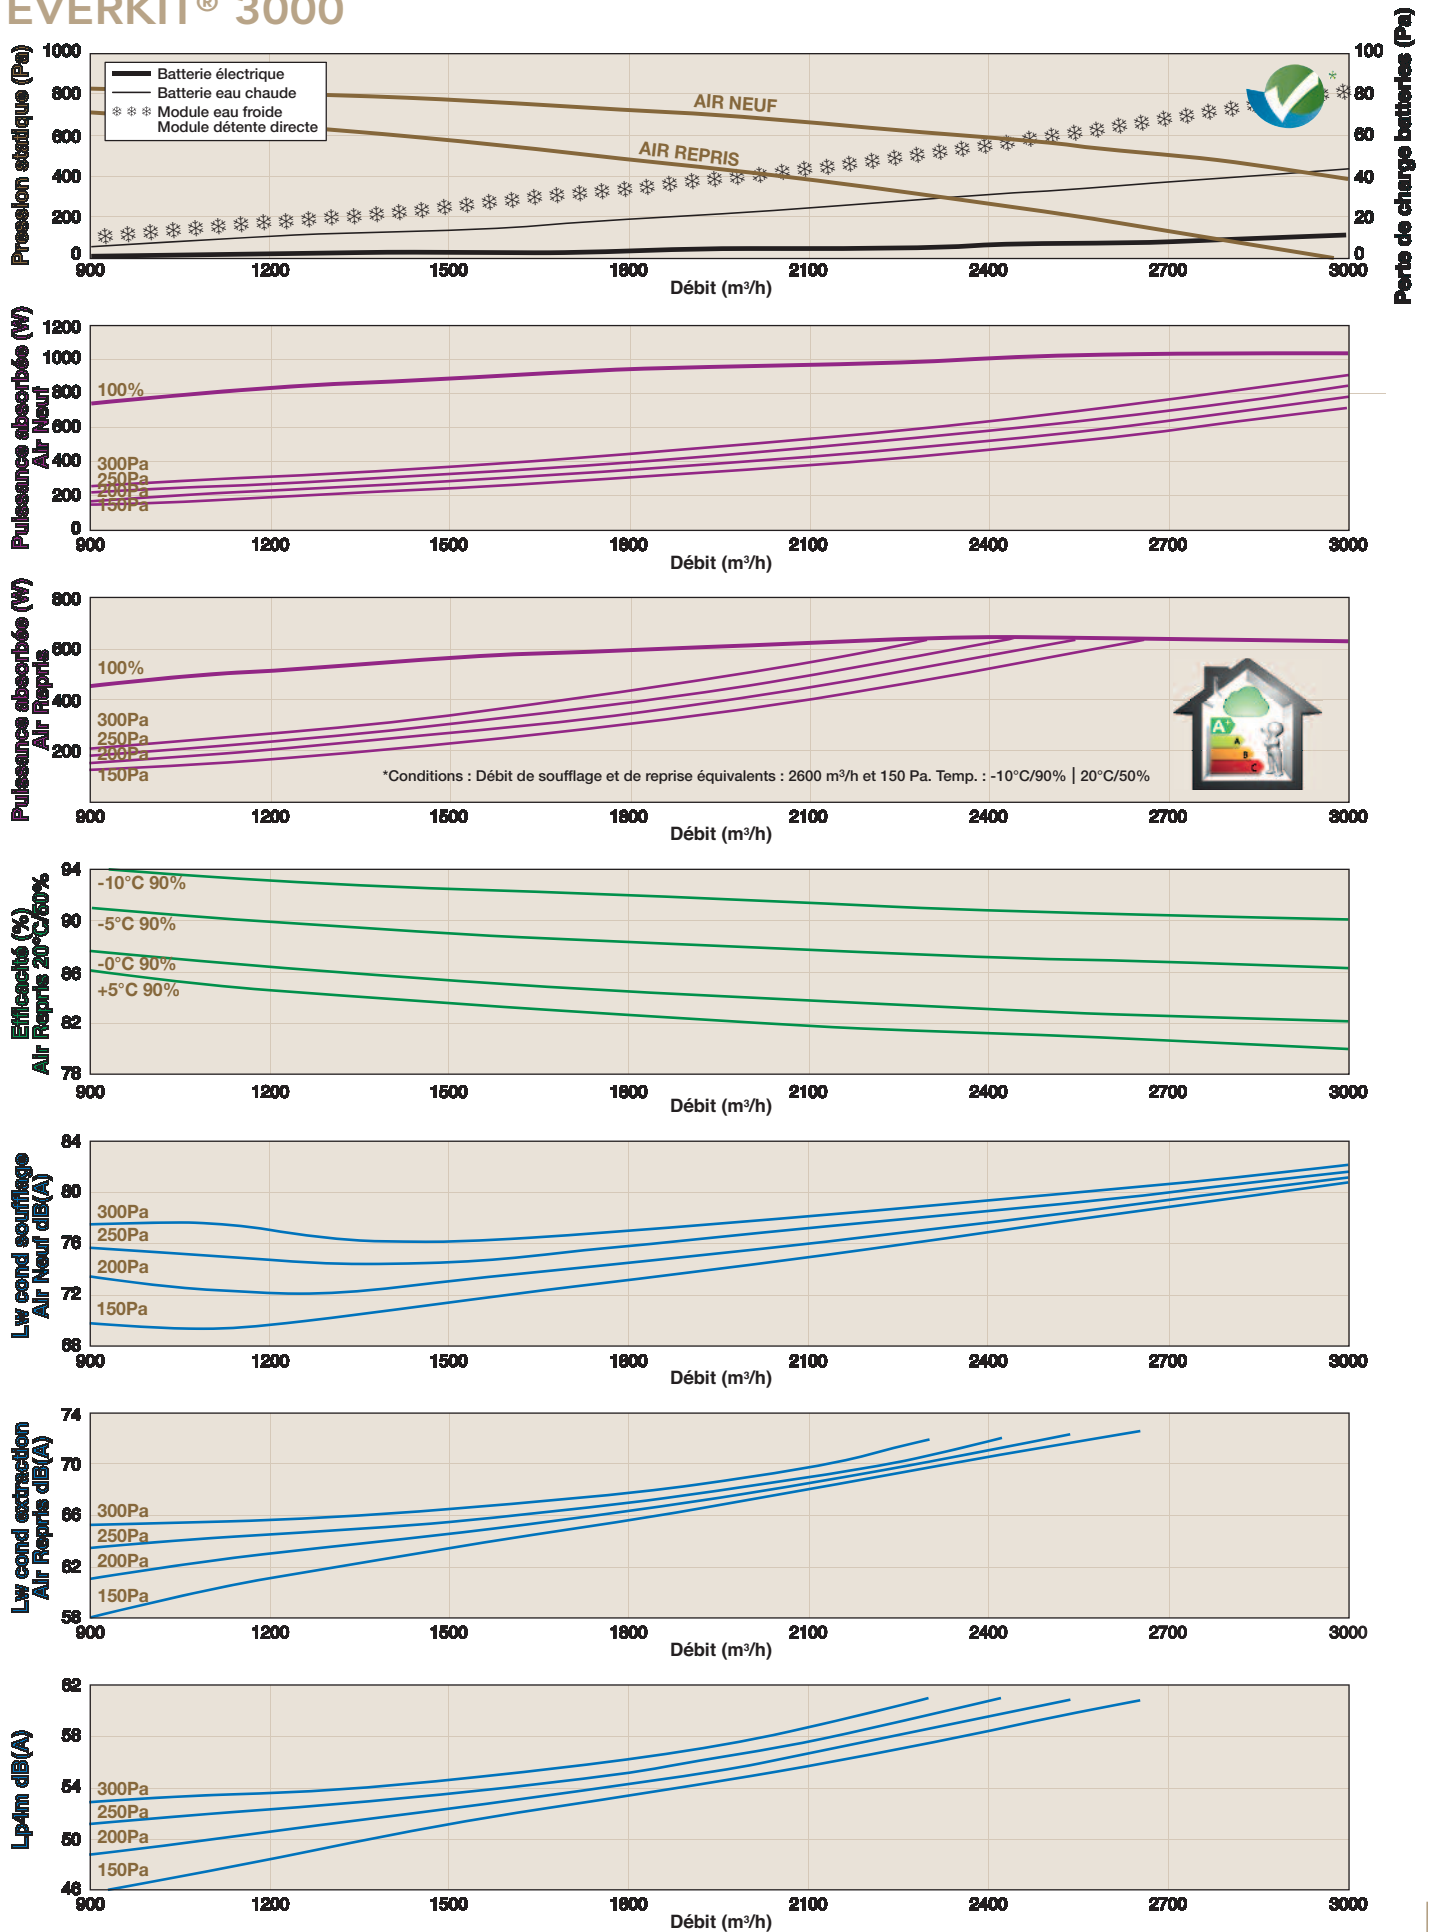 EVERKIT® 3000
Pression statique (Pa)
Perte de charge batteries (Pa)
1000
800
600
400
200
0
100
80
60
40
20
0
Batterie électrique
Batterie eau chaude
Module eau froide
Module détente directe
AIR NEUF
AIR REPRIS
*
900 1200 1500 1800 2100 2400 2700 3000
Débit (m³/h)
Puissance absorbée (W)
Air Neuf
1200
1000
800
600
400
200
0
100%
300Pa
250Pa
200Pa
150Pa
900 1200 1500 1800 2100 2400 2700 3000
Débit (m³/h)
Puissance absorbée (W)
Air Repris
800
600
400
200
100%
300Pa
250Pa
200Pa
150Pa
*Conditions : Débit de soufflage et de reprise équivalents : 2600 m³/h et 150 Pa. Temp. : -10°C/90% | 20°C/50%
A+
A
B
C
900 1200 1500 1800 2100 2400 2700 3000
Débit (m³/h)
Efficacité (%)
Air Repris 20°C/50%
94
90
86
82
78
-10°C 90%
-5°C 90%
-0°C 90%
+5°C 90%
900 1200 1500 1800 2100 2400 2700 3000
Débit (m³/h)
Lw cond soufflage
Air Neuf dB(A)
84
80
76
72
68
300Pa
250Pa
200Pa
150Pa
900 1200 1500 1800 2100 2400 2700 3000
Débit (m³/h)
Lw cond extraction
Air Repris dB(A)
74
70
66
62
58
300Pa
250Pa
200Pa
150Pa
900 1200 1500 1800 2100 2400 2700 3000
Débit (m³/h)
Lp4m dB(A)
62
58
54
50
46
300Pa
250Pa
200Pa
150Pa
900 1200 1500 1800 2100 2400 2700 3000
Débit (m³/h)